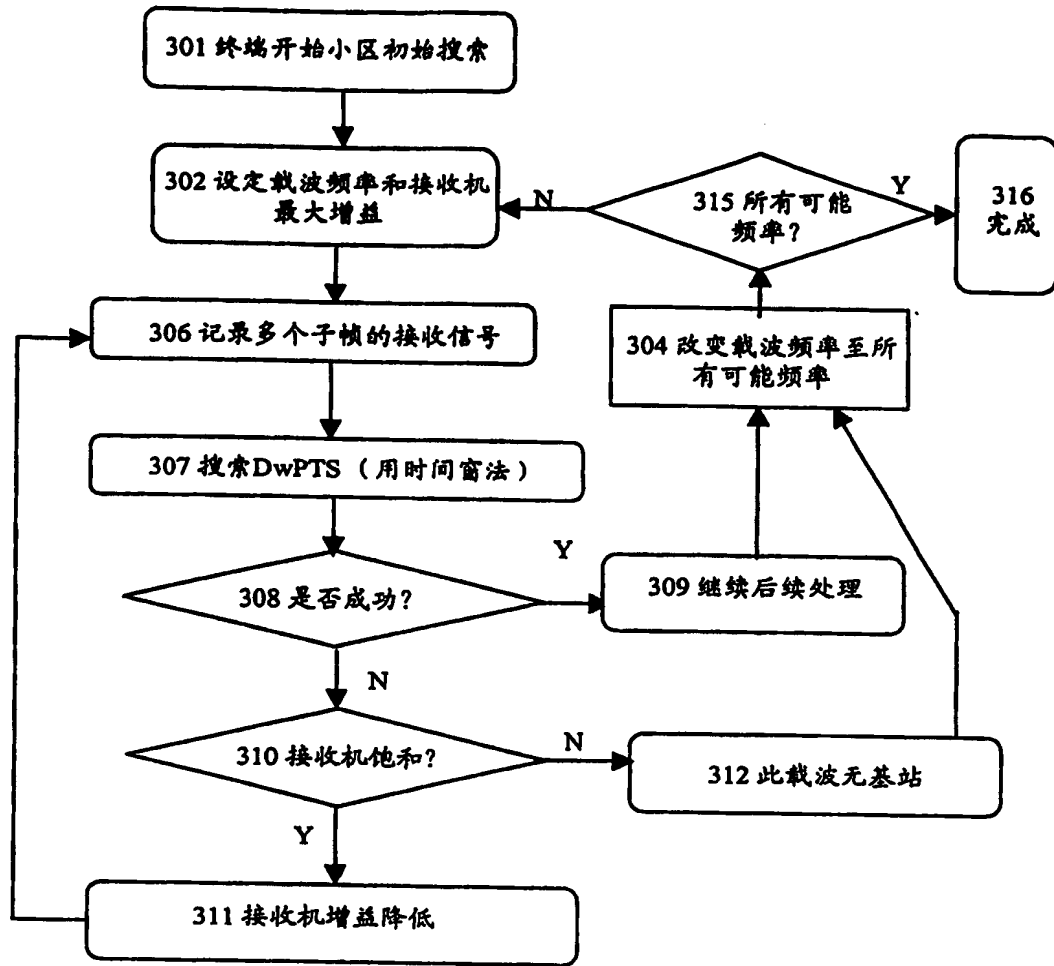 301 终端开始小区初始搜索
302 设定载波频率和接收机
最大增益
N
315 所有可能
频率？
Y
316
完成
306 记录多个子帧的接收信号
304 改变载波频率至所
有可能频率
307 搜索DwPTS （用时间窗法）
308 是否成功？
Y
309 继续后续处理
N
310 接收机饱和？
N
312 此载波无基站
Y
311 接收机增益降低